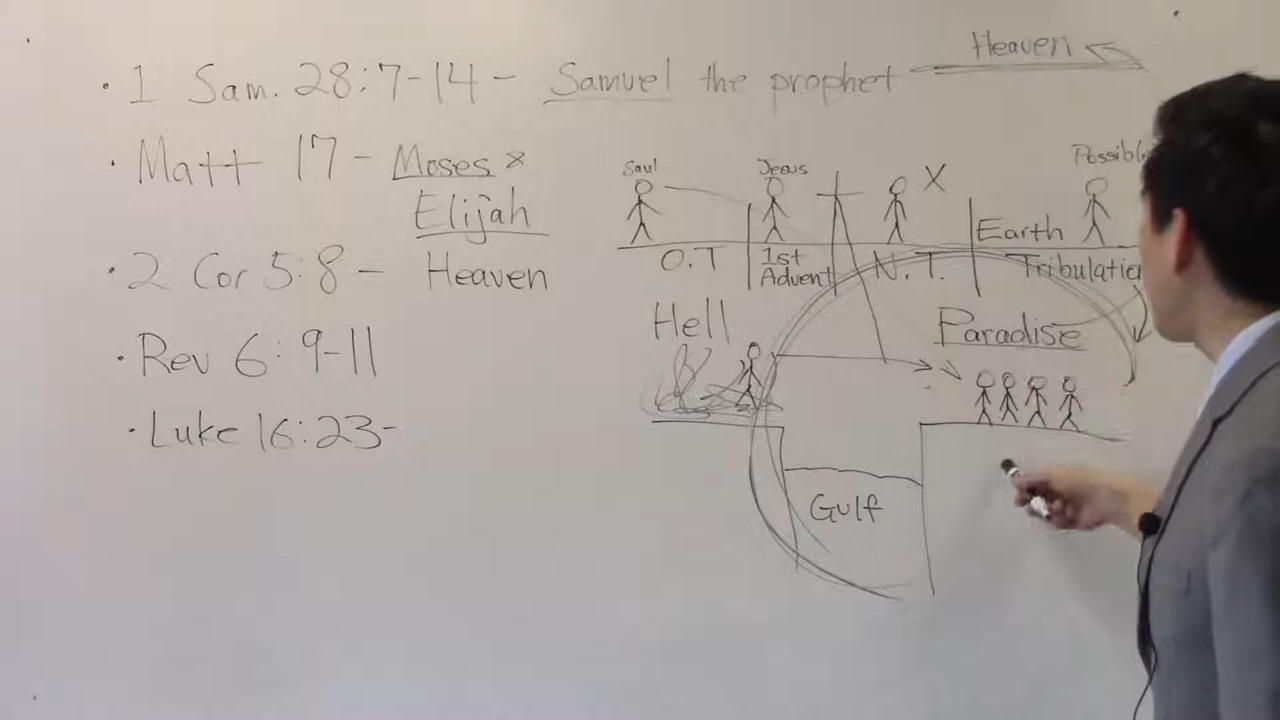 · 1 Sam. 28:7-14 - Samuel the prophet
· Matt 17 - Moses x
Elijah
· 2 Cor 5:8 - Heaven
· Rev 6:9-11
· Luke 16:23-
Heaven
Saul
Jesus
X
Possible
Earth
O.T
1st
Advent
N.T.
Tribulation
Hell
Paradise
Gulf